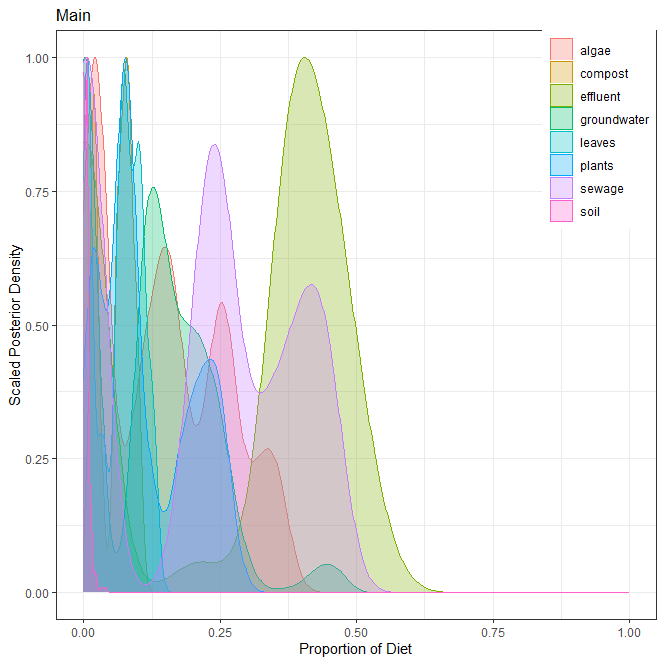 Main
1.00
0.75
0.50
0.25
0.00
Scaled Posterior Density
algae
compost
effluent
groundwater
leaves
plants
sewage
soil
0.00 0.25 0.50 0.75 1.00
Proportion of Diet